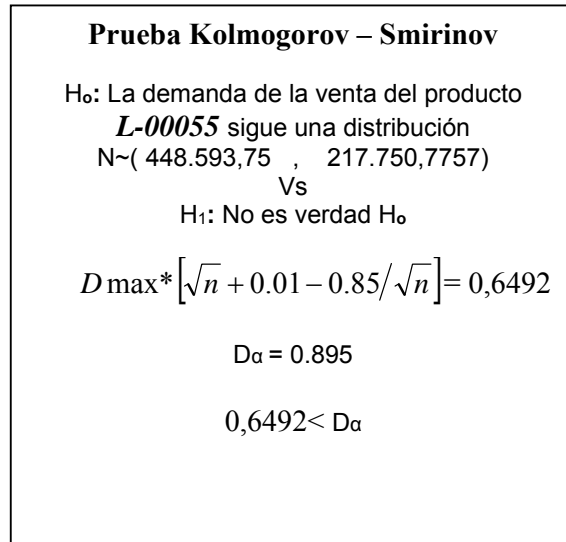 Prueba Kolmogorov – Smirinov
Hₒ: La demanda de la venta del producto
L-00055 sigue una distribución
N~( 448.593,75 , 217.750,7757)
Vs
H₁: No es verdad Hₒ
D max* [√n + 0.01 − 0.85/√n] = 0,6492
Dα = 0.895
0,6492< Dα